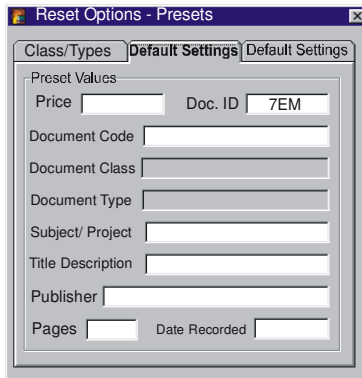 Reset Options - Presets
Class/Types Default Settings Default Settings
Preset Values
Price Doc. ID 7EM
Document Code
Document Class
Document Type
Subject/ Project
Title Description
Publisher
Pages Date Recorded